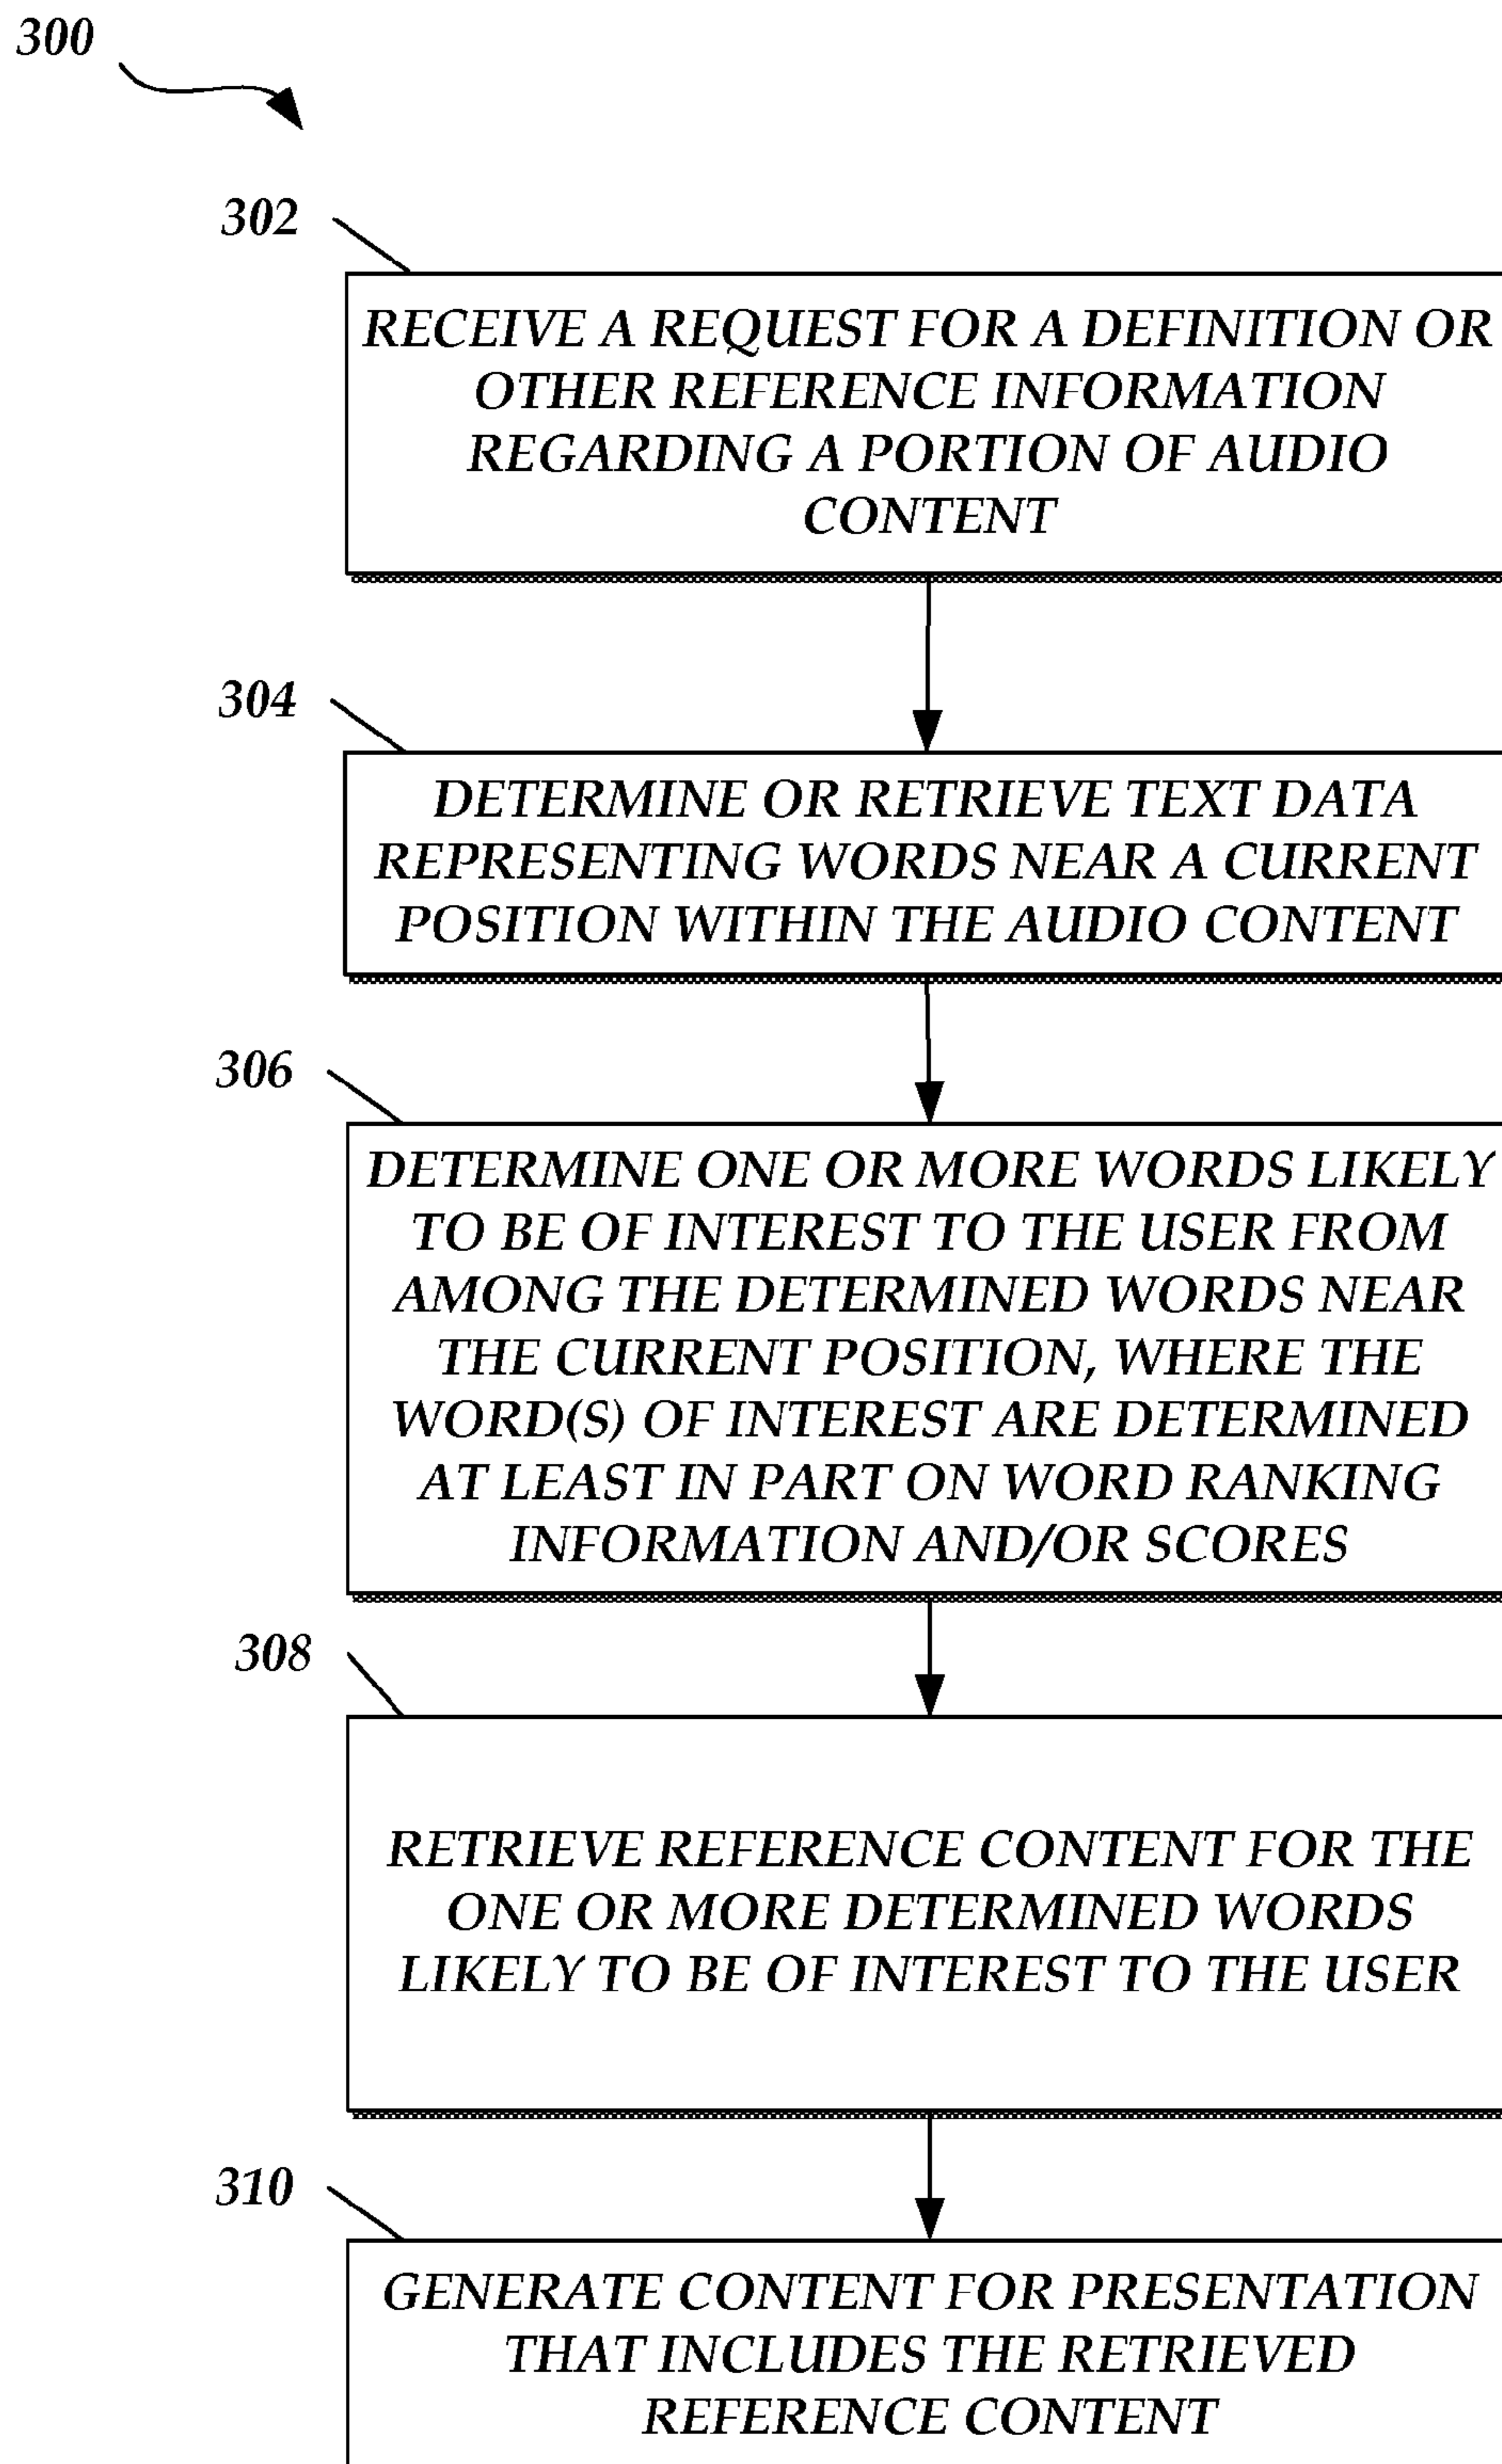 300
302
RECEIVE A REQUEST FOR A DEFINITION OR
OTHER REFERENCE INFORMATION
REGARDING A PORTION OF AUDIO
CONTENT
304
DETERMINE OR RETRIEVE TEXT DATA
REPRESENTING WORDS NEAR A CURRENT
POSITION WITHIN THE AUDIO CONTENT
306
DETERMINE ONE OR MORE WORDS LIKELY
TO BE OF INTEREST TO THE USER FROM
AMONG THE DETERMINED WORDS NEAR
THE CURRENT POSITION, WHERE THE
WORD(S) OF INTEREST ARE DETERMINED
AT LEAST IN PART ON WORD RANKING
INFORMATION AND/OR SCORES
308
RETRIEVE REFERENCE CONTENT FOR THE
ONE OR MORE DETERMINED WORDS
LIKELY TO BE OF INTEREST TO THE USER
310
GENERATE CONTENT FOR PRESENTATION
THAT INCLUDES THE RETRIEVED
REFERENCE CONTENT